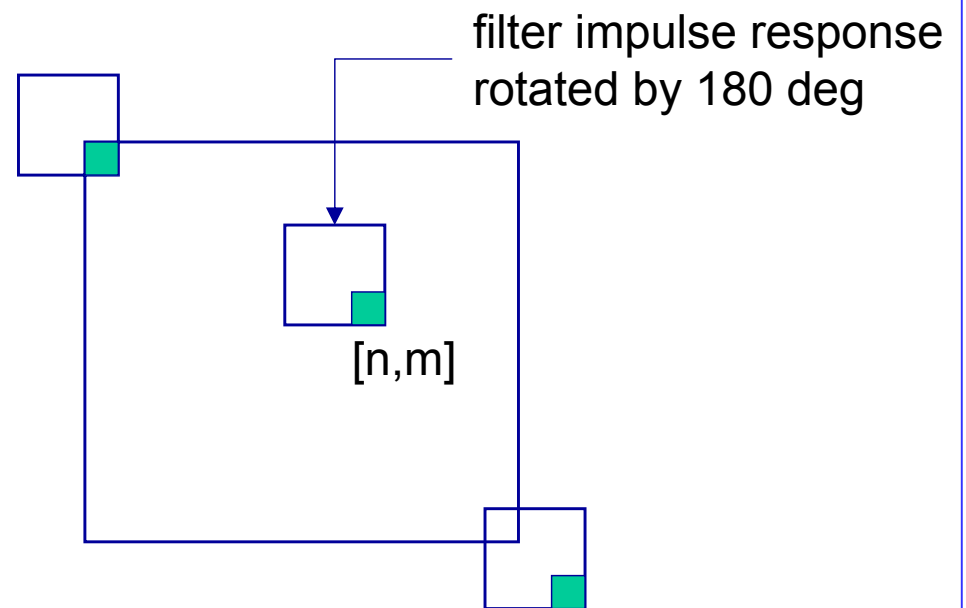 filter impulse response
rotated by 180 deg
[n,m]